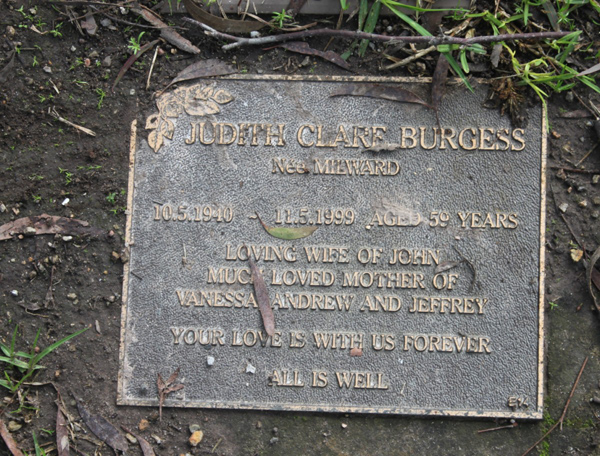 JUDITH CLARE BURGESS
Née MILWARD
10.5.1940 - 11.5.1999 AGED 59 YEARS
LOVING WIFE OF JOHN
MUCH LOVED MOTHER OF
VANESSA, ANDREW AND JEFFREY
YOUR LOVE IS WITH US FOREVER
ALL IS WELL